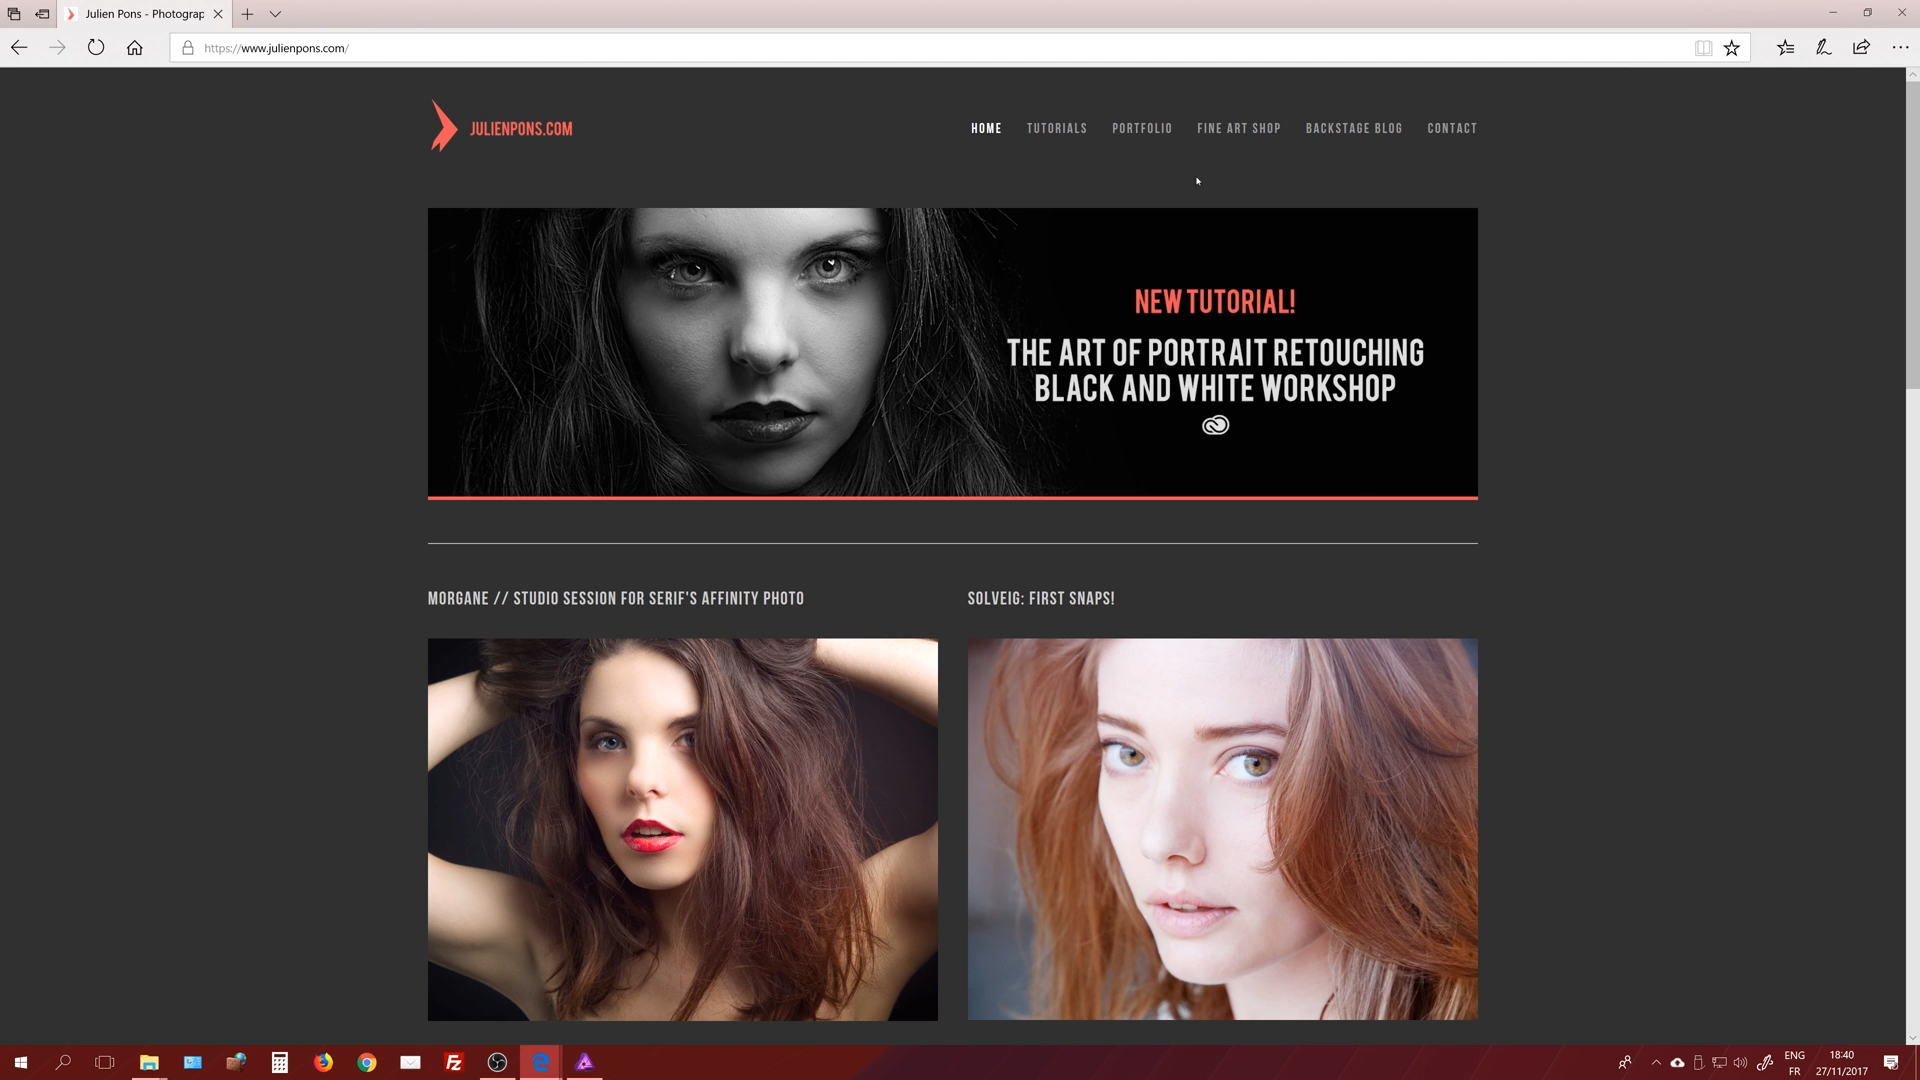 Julien Pons - Photograp
https://www.julienpons.com/
JULIENPONS.COM
HOME TUTORIALS PORTFOLIO FINE ART SHOP BACKSTAGE BLOG CONTACT
NEW TUTORIAL!
THE ART OF PORTRAIT RETOUCHING
BLACK AND WHITE WORKSHOP
MORGANE // STUDIO SESSION FOR SERIF'S AFFINITY PHOTO
SOLVEIG: FIRST SNAPS!
Fz
ENG
FR
18:40
27/11/2017